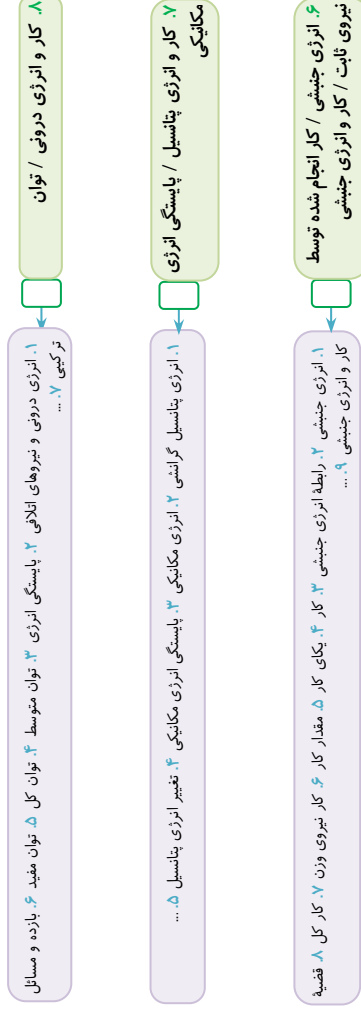 ۶. انرژی جنبشی / کار انجام شده توسط
نیروی ثابت / کار و انرژی جنبشی
۱. انرژی جنبشی ۲. رابطهٔ انرژی جنبشی ۳. کار ۴. یکای کار ۵. مقدار کار ۶. کار نیروی وزن ۷. کار کل ۸. قضیهٔ
کار و انرژی جنبشی ۹. ...
۷. کار و انرژی پتانسیل / پایستگی انرژی
مکانیکی
۱. انرژی پتانسیل گرانشی ۲. انرژی مکانیکی ۳. پایستگی انرژی مکانیکی ۴. تغییر انرژی پتانسیل ۵. ...
۸. کار و انرژی درونی / توان
۱. انرژی درونی و نیروهای اتلافی ۲. پایستگی انرژی ۳. توان متوسط ۴. توان کل ۵. توان مفید ۶. بازده و مسائل
ترکیبی ۷. ...